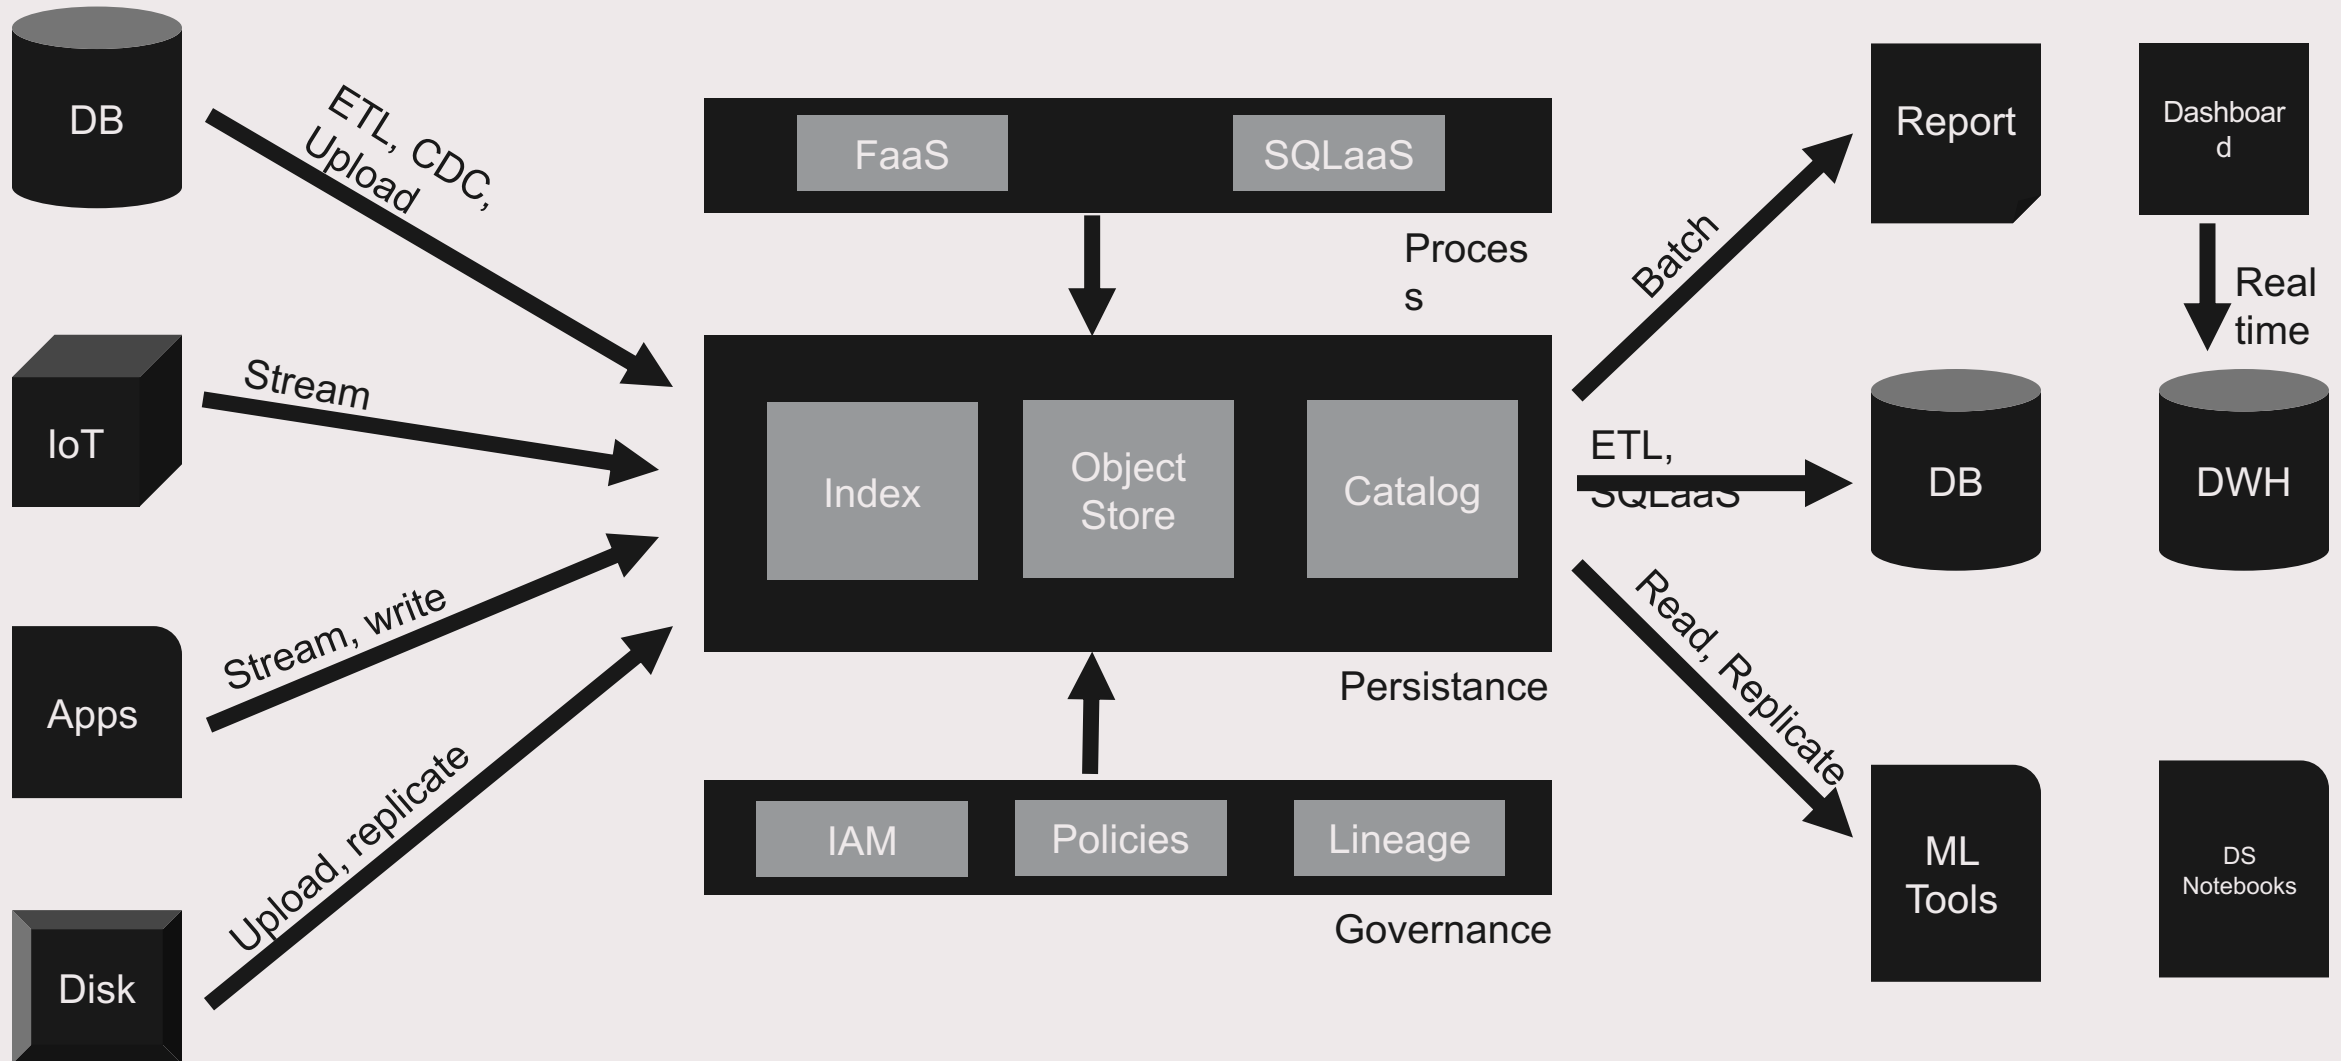 DB
ETL, CDC,
Upload
IoT
Stream
Apps
Stream, write
Disk
Upload, replicate
FaaS
SQLaaS
Proces
s
Index
Object
Store
Catalog
Persistance
IAM
Policies
Lineage
Governance
Batch
ETL,
SQLaaS
Read, Replicate
Report
Dashboar
d
Real
time
DB
DWH
ML
Tools
DS
Notebooks